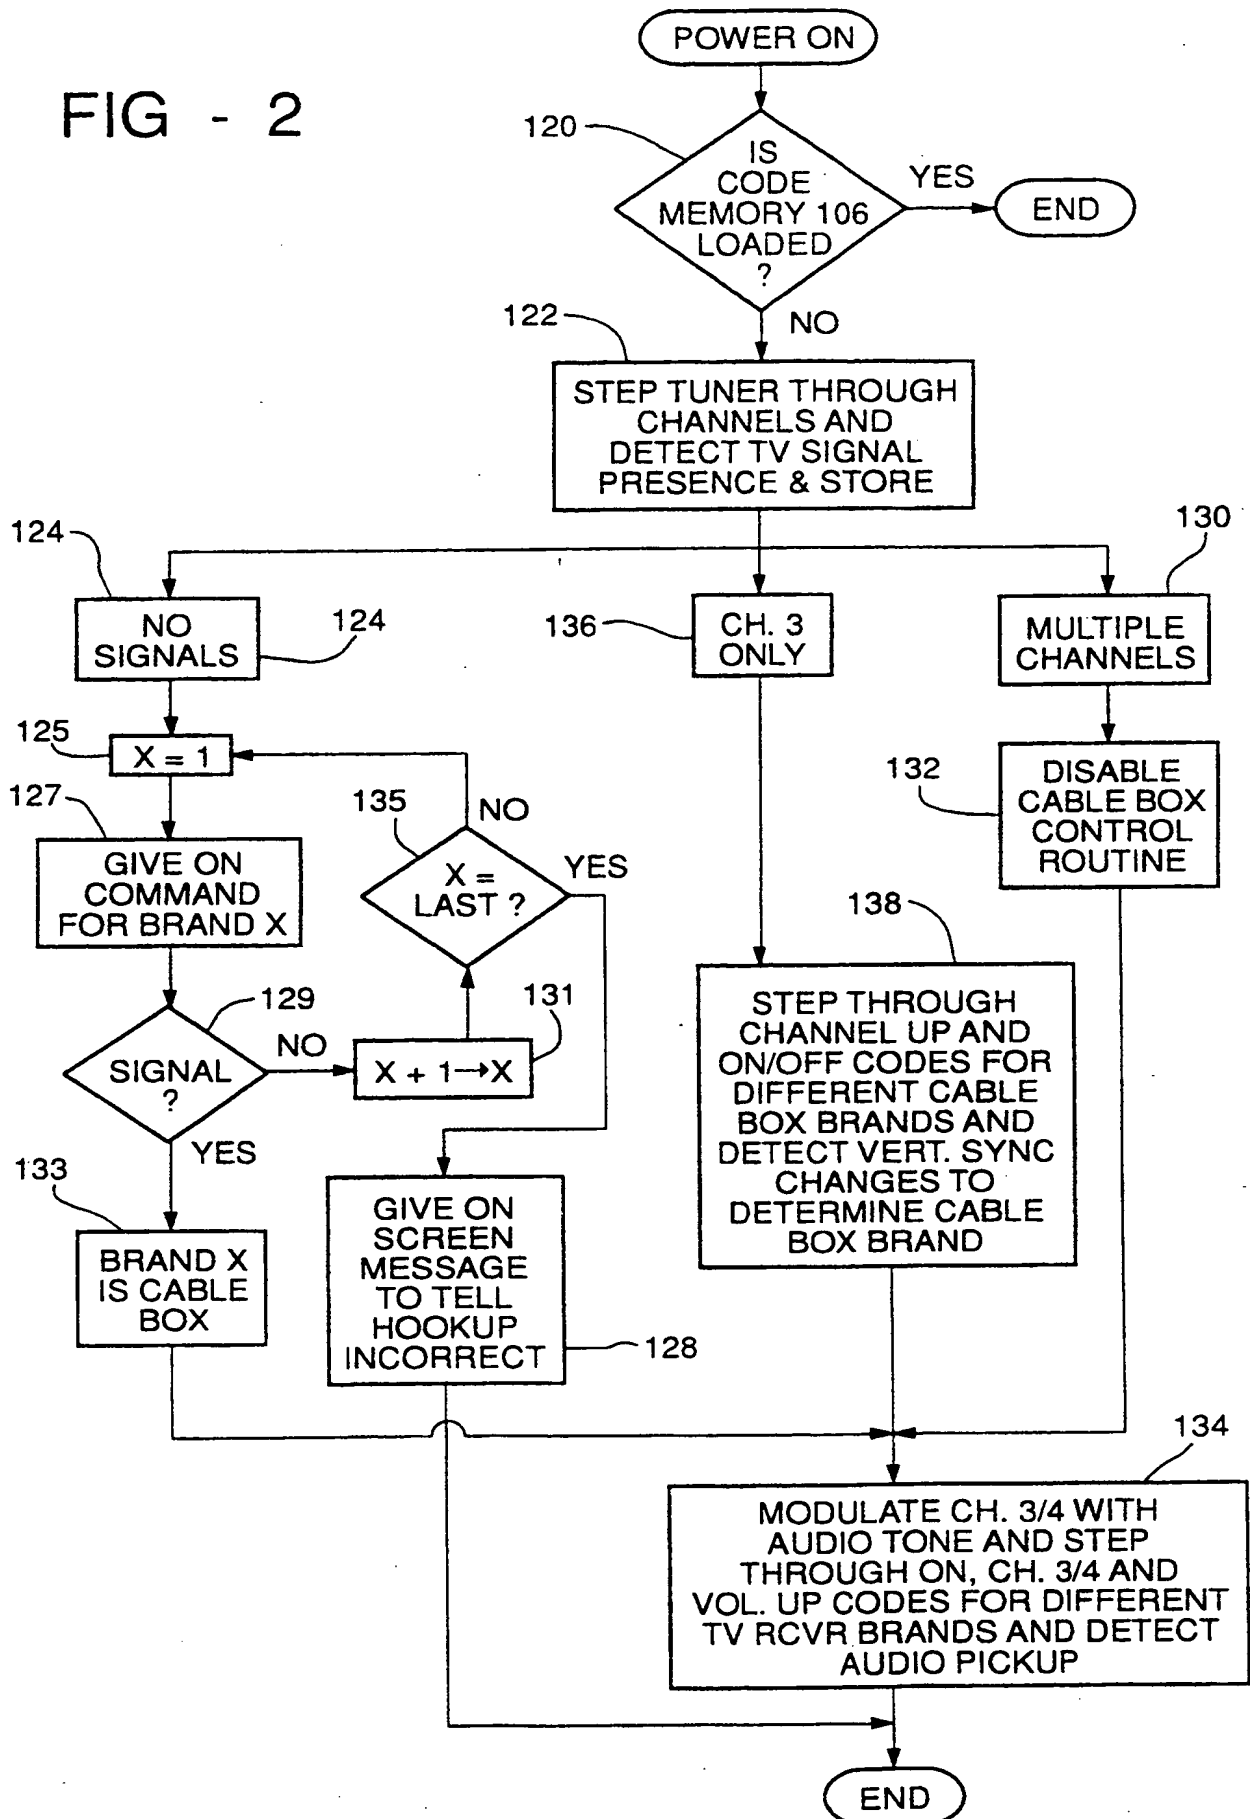 POWER ON
FIG - 2
120
IS
CODE
MEMORY 106
LOADED
?
YES
END
NO
122
STEP TUNER THROUGH
CHANNELS AND
DETECT TV SIGNAL
PRESENCE & STORE
124
NO
SIGNALS
124
136
CH. 3
ONLY
130
MULTIPLE
CHANNELS
125
X = 1
127
GIVE ON
COMMAND
FOR BRAND X
135
NO
X =
LAST ?
YES
132
DISABLE
CABLE BOX
CONTROL
ROUTINE
129
SIGNAL
?
NO
131
X + 1→X
YES
138
STEP THROUGH
CHANNEL UP AND
ON/OFF CODES FOR
DIFFERENT CABLE
BOX BRANDS AND
DETECT VERT. SYNC
CHANGES TO
DETERMINE CABLE
BOX BRAND
133
BRAND X
IS CABLE
BOX
GIVE ON
SCREEN
MESSAGE
TO TELL
HOOKUP
INCORRECT
128
134
MODULATE CH. 3/4 WITH
AUDIO TONE AND STEP
THROUGH ON, CH. 3/4 AND
VOL. UP CODES FOR DIFFERENT
TV RCVR BRANDS AND DETECT
AUDIO PICKUP
END